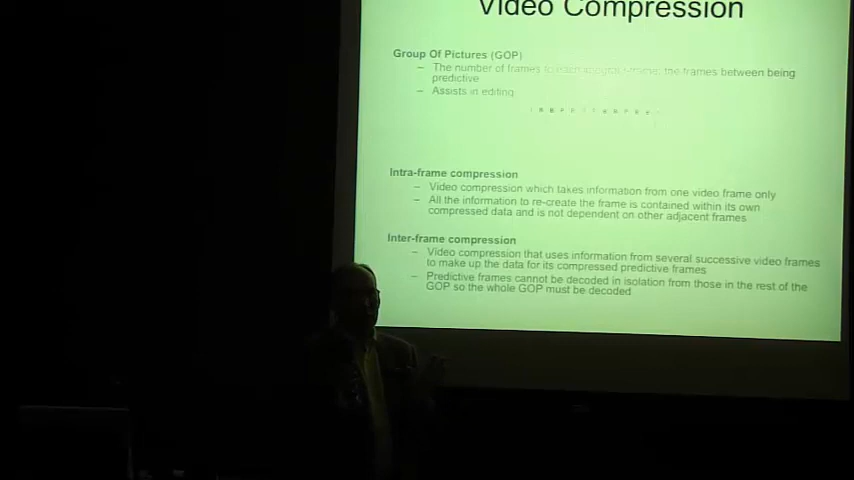 Video Compression
Group Of Pictures (GOP)
– The number of frames to each integral I-frame; the frames between being
predictive
– Assists in editing
Intra-frame compression
– Video compression which takes information from one video frame only
– All the information to re-create the frame is contained within its own
compressed data and is not dependent on other adjacent frames
Inter-frame compression
– Video compression that uses information from several successive video frames
to make up the data for its compressed predictive frames
– Predictive frames cannot be decoded in isolation from those in the rest of the
GOP so the whole GOP must be decoded